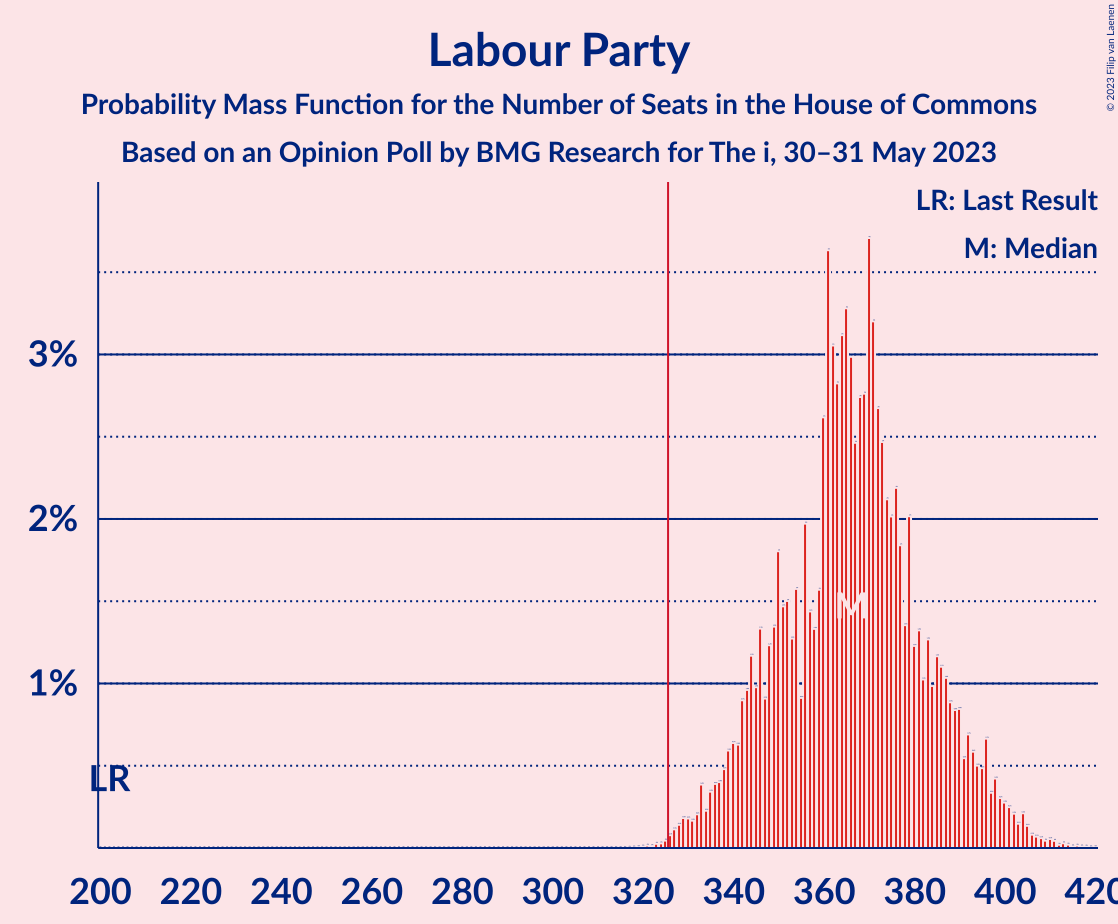 Labour Party
Probability Mass Function for the Number of Seats in the House of Commons
Based on an Opinion Poll by BMG Research for The i, 30–31 May 2023
© 2023 Filip van Laenen
LR: Last Result
M: Median
3%
2%
1%
M
LR
200 220 240 260 280 300 320 340 360 380 400 420